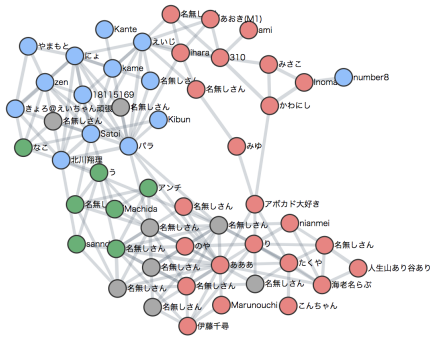 名無し
あおき(M1)
Kante
ami
えいじ
やまもと
にょ
ihara
310
みさこ
kame
Inoma
number8
zen
名無しさん
名無しさん
18115169
名無しさん
かわにし
きょろ@えいちゃん頑張
名無しさん
Kibun
Satoi
なこ
パラ
みゆ
北川翔理
う
アンチ
名無し
Machida
名無しさん
アボカド大好き
名無しさん
名無しさん
nianmei
sannd
名無しさん
のや
り
名無しさん
あああ
たくや
名無しさん
人生山あり谷あり
名無しさん
名無しさん
名無しさん
海老名らぶ
名無しさん
Marunouchi
こんちゃん
伊藤千尋